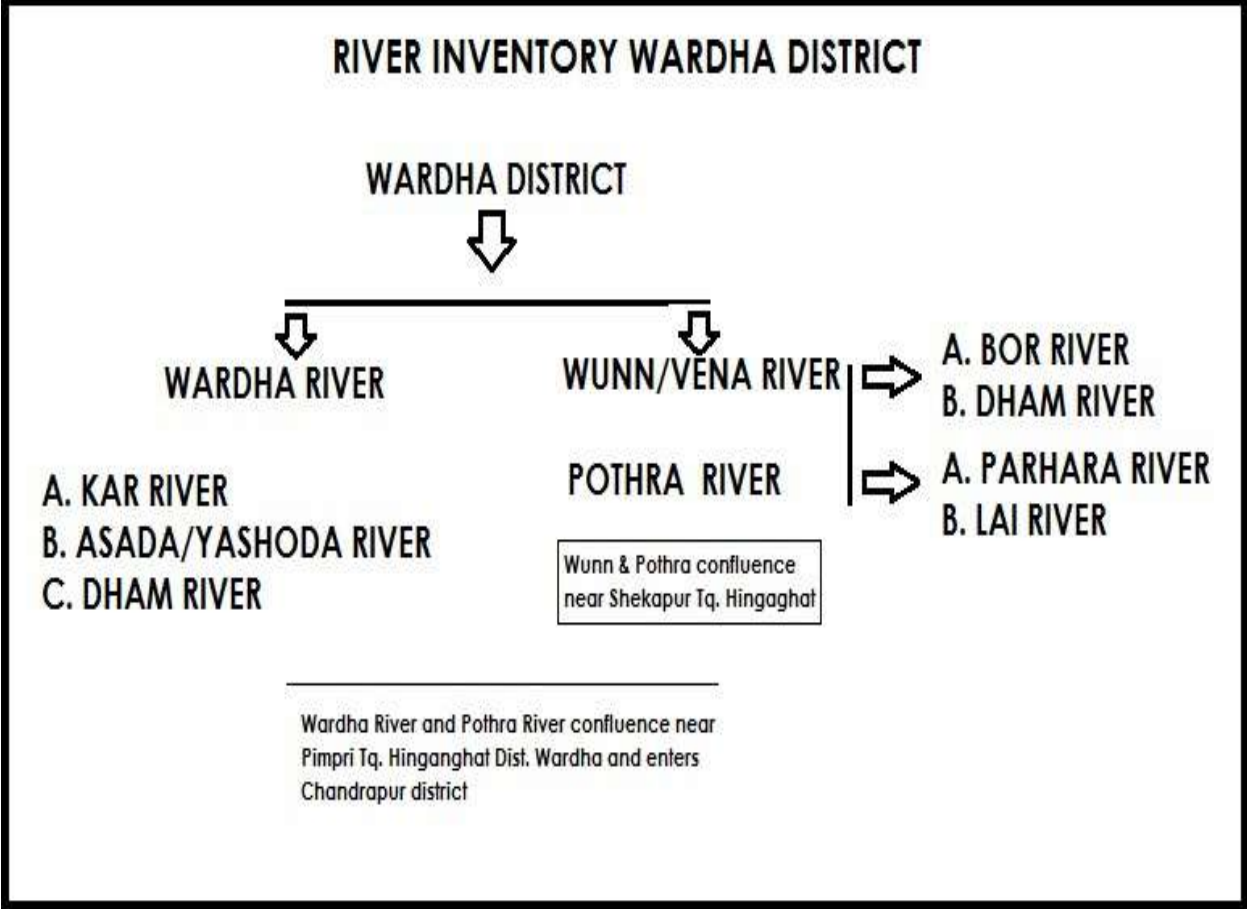 RIVER INVENTORY WARDHA DISTRICT
WARDHA DISTRICT
WARDHA RIVER
A. KAR RIVER
B. ASADA/YASHODA RIVER
C. DHAM RIVER
WUNN/VENA RIVER
A. BOR RIVER
B. DHAM RIVER
POTHRA RIVER
A. PARHARA RIVER
B. LAI RIVER
Wunn & Pothra confluence
near Shekapur Tq. Hingaghat
Wardha River and Pothra River confluence near
Pimpri Tq. Hinganghat Dist. Wardha and enters
Chandrapur district